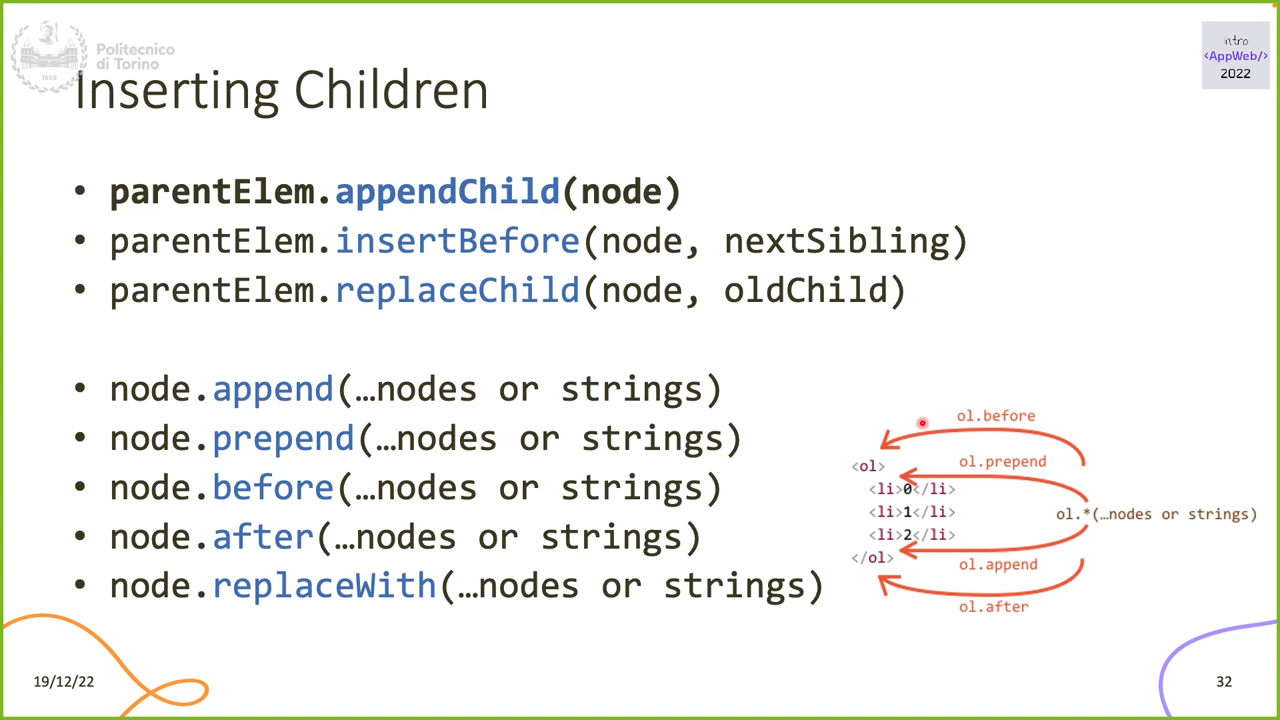 Politecnico
di Torino
1859
intro
<AppWeb/>
2022
Inserting Children
• parentElem.appendChild(node)
• parentElem.insertBefore(node, nextSibling)
• parentElem.replaceChild(node, oldChild)
• node.append(…nodes or strings)
• node.prepend(…nodes or strings)
• node.before(…nodes or strings)
• node.after(…nodes or strings)
• node.replaceWith(…nodes or strings)
ol.before
<ol>
ol.prepend
<li>0</li>
<li>1</li>
ol.*(…nodes or strings)
<li>2</li>
</ol>
ol.append
ol.after
19/12/22
32